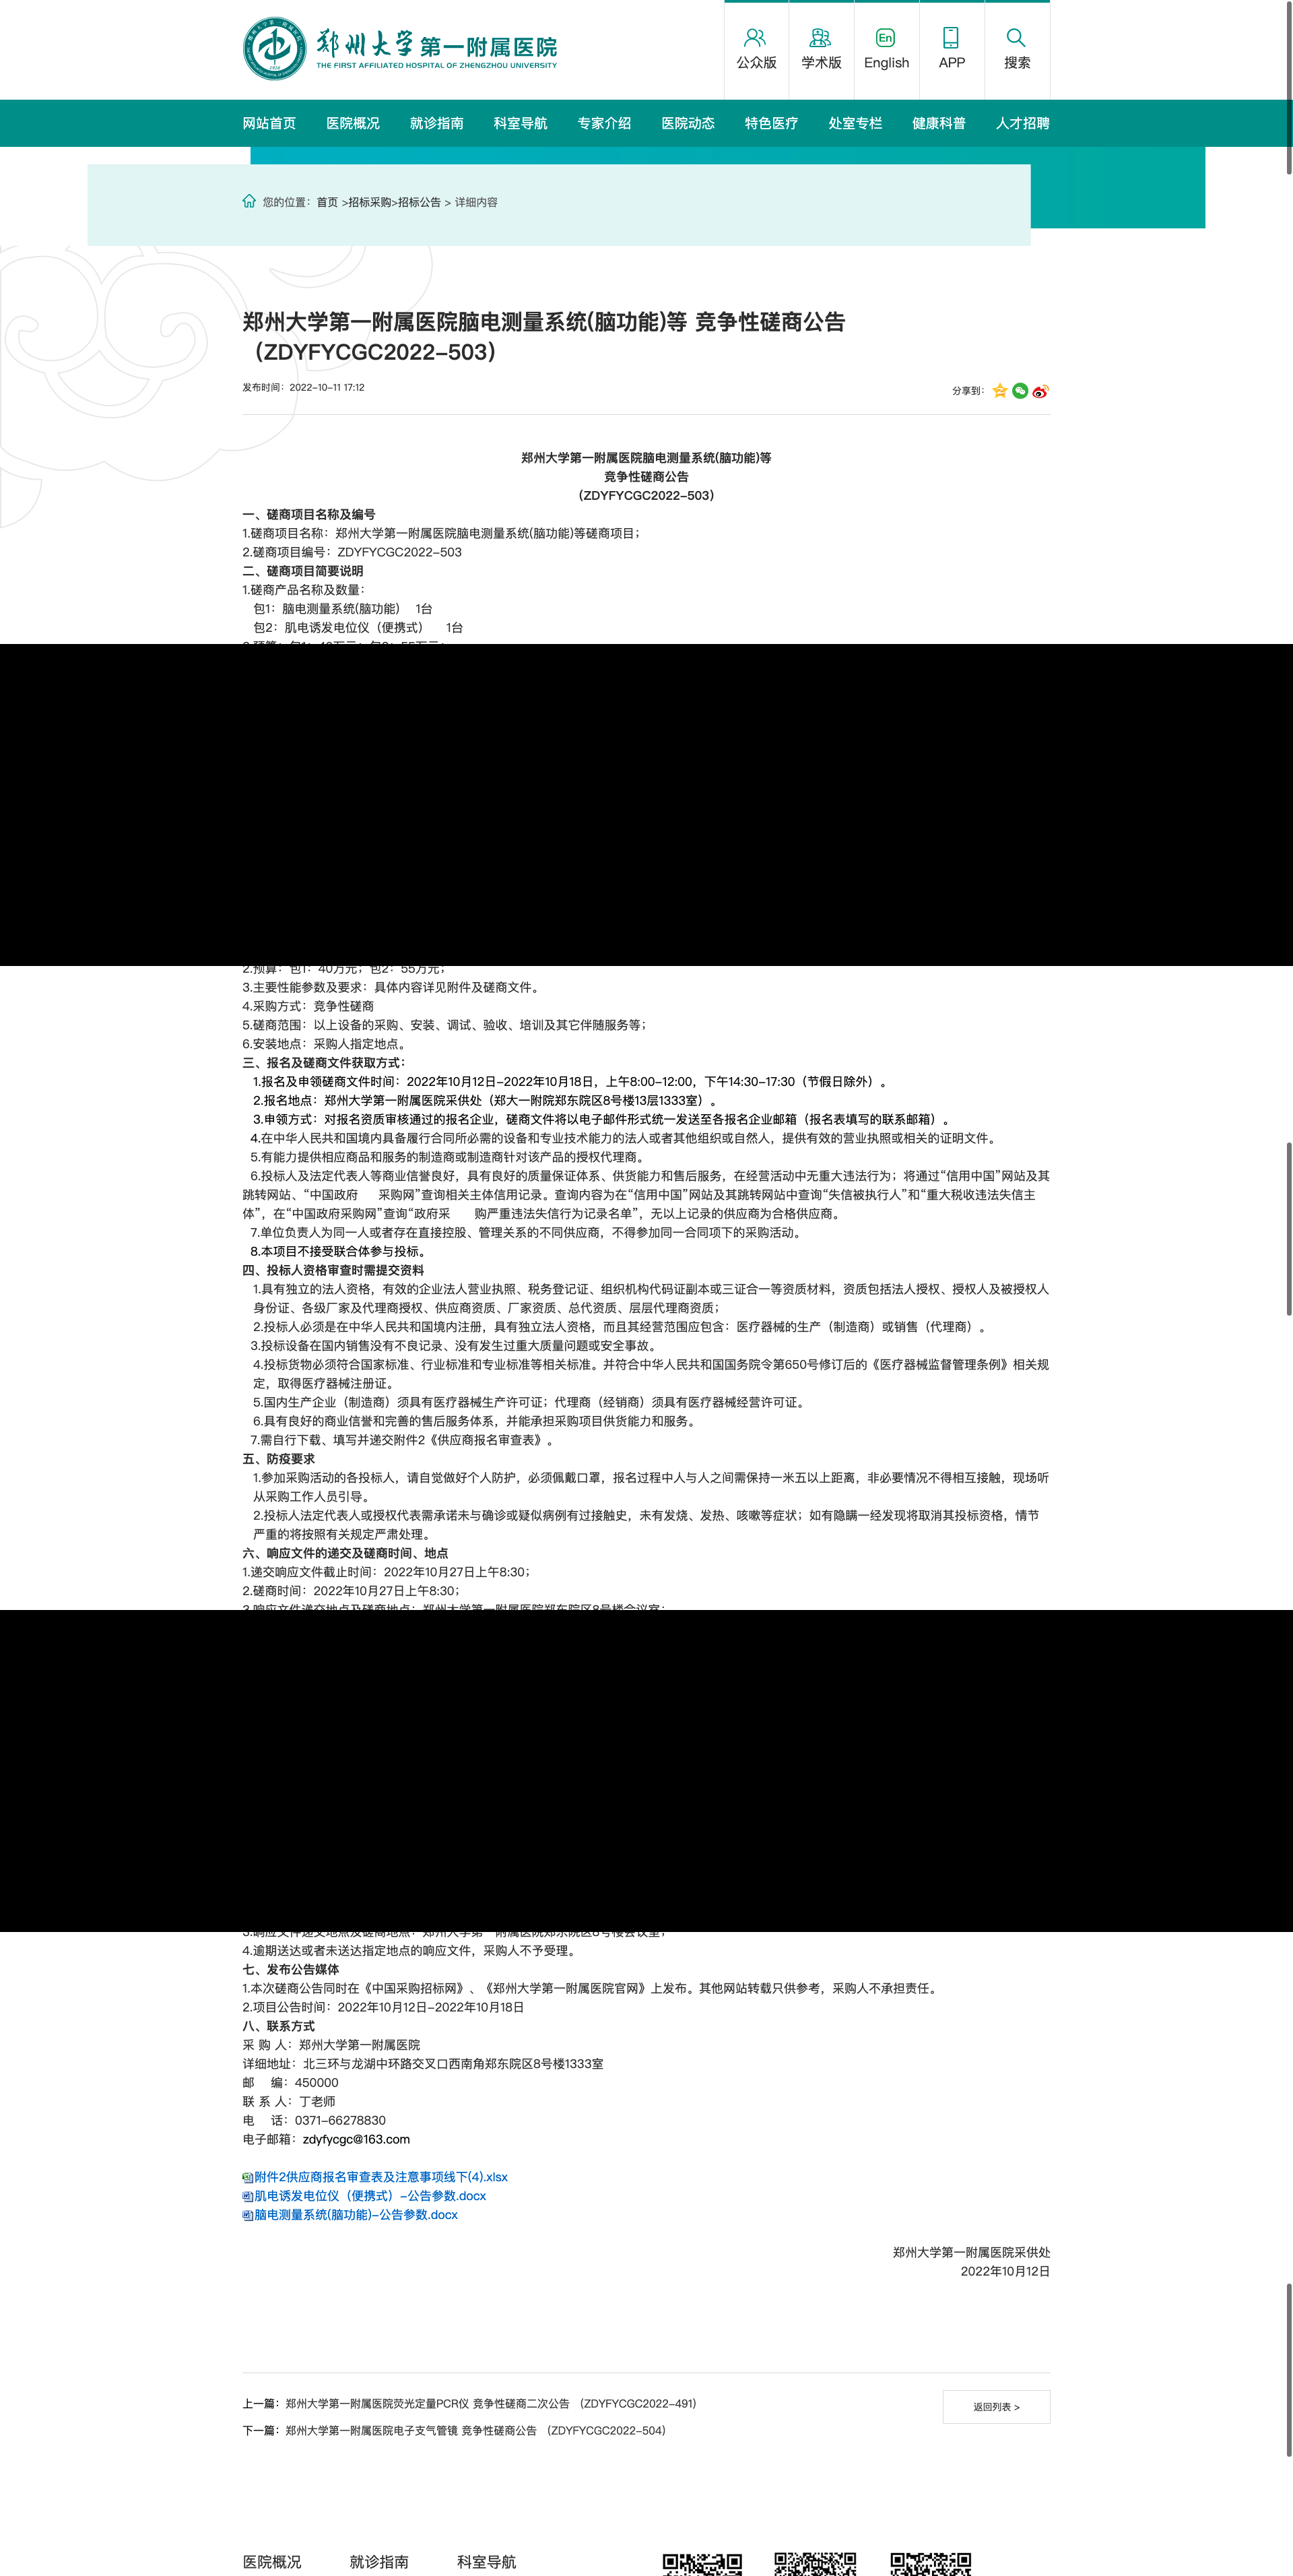 郑州大学第一附属医院
THE FIRST AFFILIATED HOSPITAL OF ZHENGZHOU UNIVERSITY
公众版
学术版
En
English
APP
搜索
网站首页 医院概况 就诊指南 科室导航 专家介绍 医院动态 特色医疗 处室专栏 健康科普 人才招聘
您的位置：首页 >招标采购>招标公告 > 详细内容
郑州大学第一附属医院脑电测量系统(脑功能)等 竞争性磋商公告
（ZDYFYCGC2022-503）
发布时间：2022-10-11 17:12
分享到：
郑州大学第一附属医院脑电测量系统(脑功能)等
竞争性磋商公告
（ZDYFYCGC2022-503）
一、磋商项目名称及编号
1.磋商项目名称：郑州大学第一附属医院脑电测量系统(脑功能)等磋商项目；
2.磋商项目编号：ZDYFYCGC2022-503
二、磋商项目简要说明
1.磋商产品名称及数量：
包1：脑电测量系统(脑功能) 1台
包2：肌电诱发电位仪（便携式） 1台
2.预算：包1：40万元；包2：55万元；
3.主要性能参数及要求：具体内容详见附件及磋商文件。
4.采购方式：竞争性磋商
5.磋商范围：以上设备的采购、安装、调试、验收、培训及其它伴随服务等；
6.安装地点：采购人指定地点。
三、报名及磋商文件获取方式：
1.报名及申领磋商文件时间：2022年10月12日-2022年10月18日，上午8:00-12:00，下午14:30-17:30（节假日除外）。
2.报名地点：郑州大学第一附属医院采供处（郑大一附院郑东院区8号楼13层1333室）。
3.申领方式：对报名资质审核通过的报名企业，磋商文件将以电子邮件形式统一发送至各报名企业邮箱（报名表填写的联系邮箱）。
4.在中华人民共和国境内具备履行合同所必需的设备和专业技术能力的法人或者其他组织或自然人，提供有效的营业执照或相关的证明文件。
5.有能力提供相应商品和服务的制造商或制造商针对该产品的授权代理商。
6.投标人及法定代表人等商业信誉良好，具有良好的质量保证体系、供货能力和售后服务，在经营活动中无重大违法行为；将通过“信用中国”网站及其
跳转网站、“中国政府 采购网”查询相关主体信用记录。查询内容为在“信用中国”网站及其跳转网站中查询“失信被执行人”和“重大税收违法失信主
体”，在“中国政府采购网”查询“政府采 购严重违法失信行为记录名单”，无以上记录的供应商为合格供应商。
7.单位负责人为同一人或者存在直接控股、管理关系的不同供应商，不得参加同一合同项下的采购活动。
8.本项目不接受联合体参与投标。
四、投标人资格审查时需提交资料
1.具有独立的法人资格，有效的企业法人营业执照、税务登记证、组织机构代码证副本或三证合一等资质材料，资质包括法人授权、授权人及被授权人
身份证、各级厂家及代理商授权、供应商资质、厂家资质、总代资质、层层代理商资质；
2.投标人必须是在中华人民共和国境内注册，具有独立法人资格，而且其经营范围应包含：医疗器械的生产（制造商）或销售（代理商）。
3.投标设备在国内销售没有不良记录、没有发生过重大质量问题或安全事故。
4.投标货物必须符合国家标准、行业标准和专业标准等相关标准。并符合中华人民共和国国务院令第650号修订后的《医疗器械监督管理条例》相关规
定，取得医疗器械注册证。
5.国内生产企业（制造商）须具有医疗器械生产许可证；代理商（经销商）须具有医疗器械经营许可证。
6.具有良好的商业信誉和完善的售后服务体系，并能承担采购项目供货能力和服务。
7.需自行下载、填写并递交附件2《供应商报名审查表》。
五、防疫要求
1.参加采购活动的各投标人，请自觉做好个人防护，必须佩戴口罩，报名过程中人与人之间需保持一米五以上距离，非必要情况不得相互接触，现场听
从采购工作人员引导。
2.投标人法定代表人或授权代表需承诺未与确诊或疑似病例有过接触史，未有发烧、发热、咳嗽等症状；如有隐瞒一经发现将取消其投标资格，情节
严重的将按照有关规定严肃处理。
六、响应文件的递交及磋商时间、地点
1.递交响应文件截止时间：2022年10月27日上午8:30；
2.磋商时间：2022年10月27日上午8:30；
3.响应文件递交地点及磋商地点：郑州大学第一附属医院郑东院区8号楼会议室；
4.逾期送达或者未送达指定地点的响应文件，采购人不予受理。
七、发布公告媒体
1.本次磋商公告同时在《中国采购招标网》、《郑州大学第一附属医院官网》上发布。其他网站转载只供参考，采购人不承担责任。
2.项目公告时间：2022年10月12日-2022年10月18日
八、联系方式
采 购 人：郑州大学第一附属医院
详细地址：北三环与龙湖中环路交叉口西南角郑东院区8号楼1333室
邮 编：450000
联 系 人：丁老师
电 话：0371-66278830
电子邮箱：zdyfycgc@163.com
附件2供应商报名审查表及注意事项线下(4).xlsx
肌电诱发电位仪（便携式）-公告参数.docx
脑电测量系统(脑功能)-公告参数.docx
郑州大学第一附属医院采供处
2022年10月12日
上一篇：郑州大学第一附属医院荧光定量PCR仪 竞争性磋商二次公告 （ZDYFYCGC2022-491）
返回列表 >
下一篇：郑州大学第一附属医院电子支气管镜 竞争性磋商公告 （ZDYFYCGC2022-504）
医院概况 就诊指南 科室导航